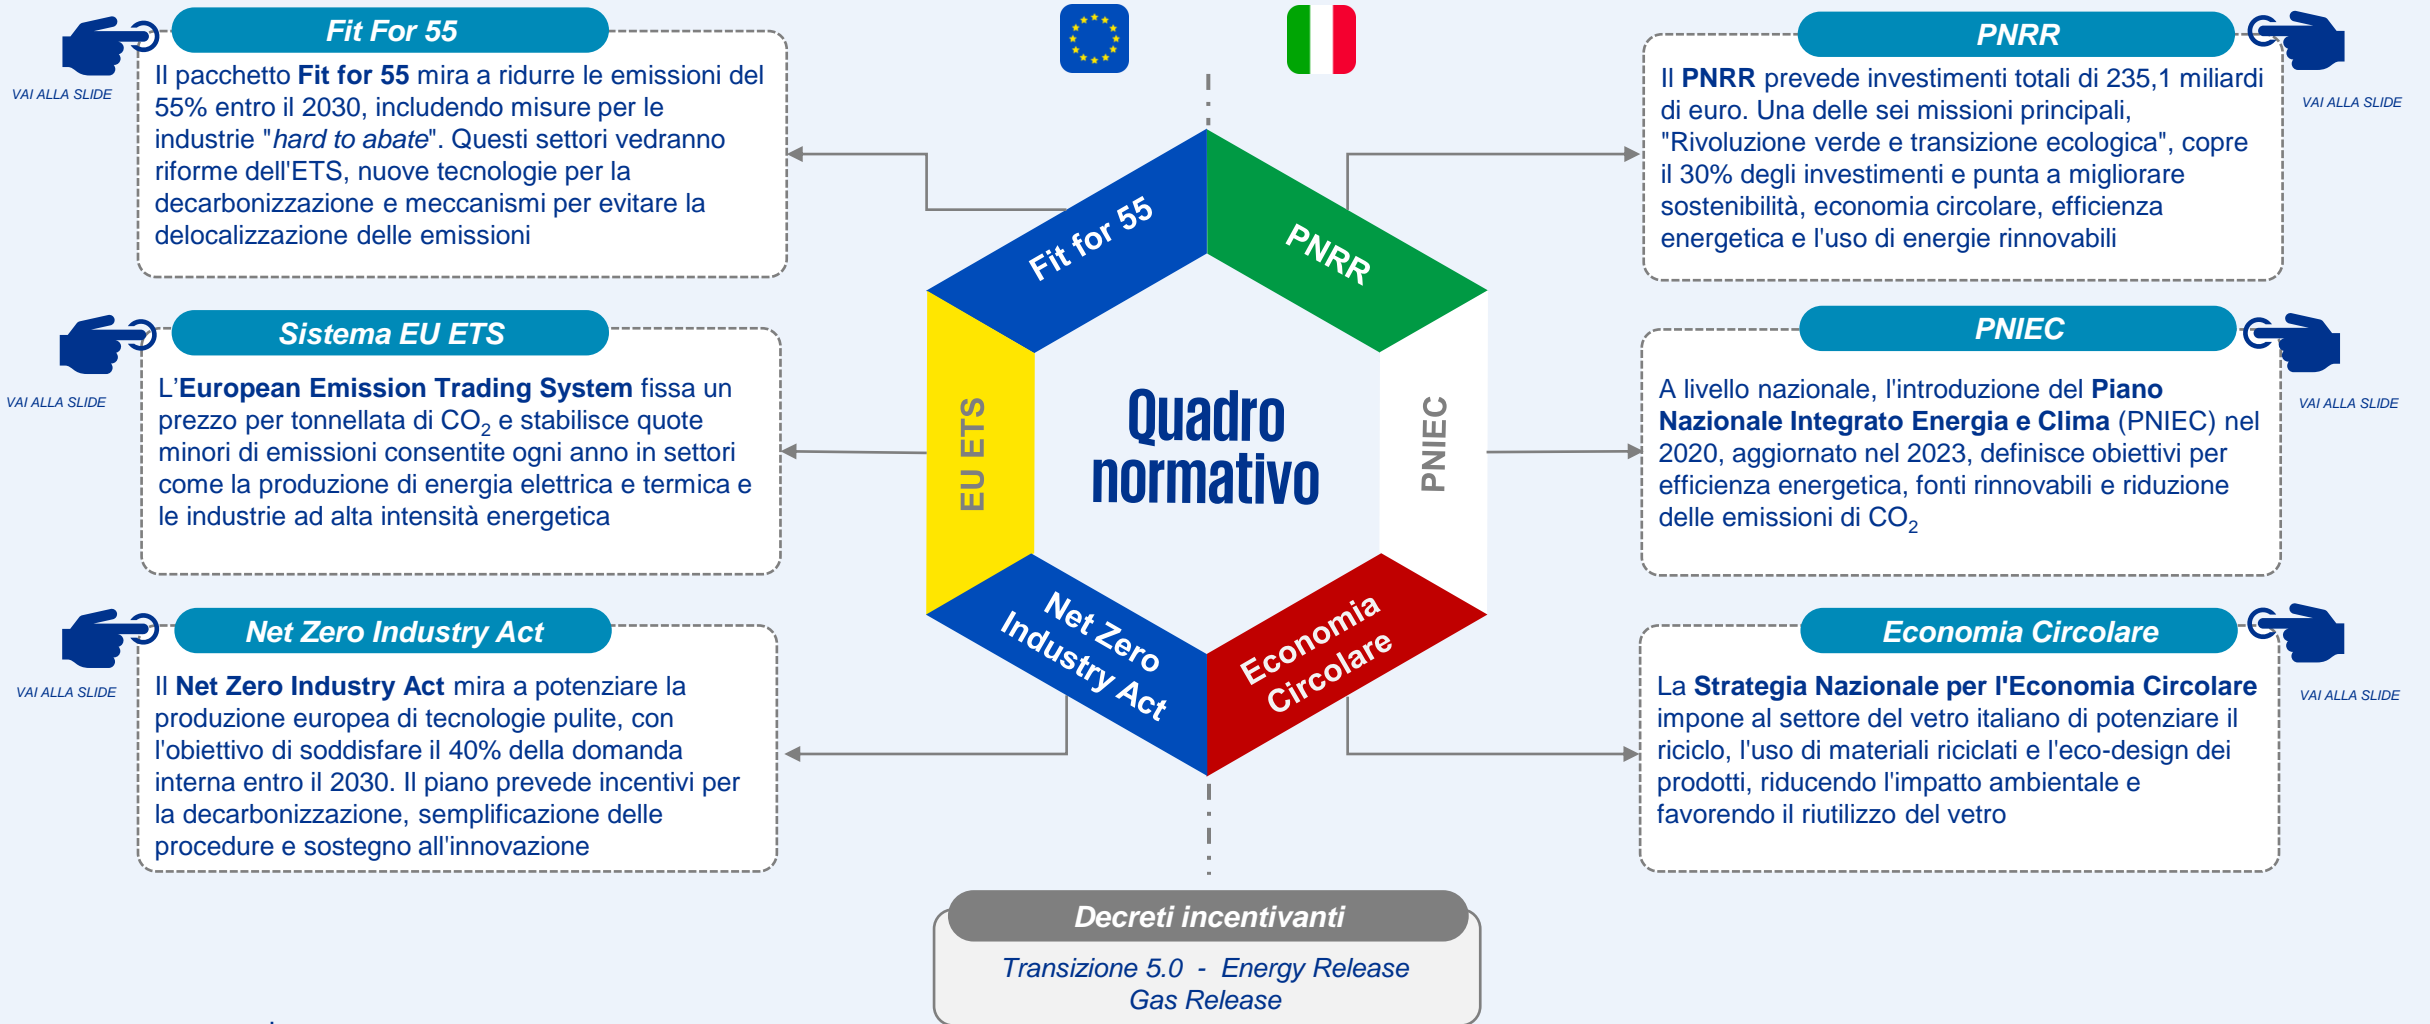 Fit For 55
VAI ALLA SLIDE
Il pacchetto Fit for 55 mira a ridurre le emissioni del
55% entro il 2030, includendo misure per le
industrie "hard to abate". Questi settori vedranno
riforme dell'ETS, nuove tecnologie per la
decarbonizzazione e meccanismi per evitare la
delocalizzazione delle emissioni
Sistema EU ETS
VAI ALLA SLIDE
L’European Emission Trading System fissa un
prezzo per tonnellata di CO2 e stabilisce quote
minori di emissioni consentite ogni anno in settori
come la produzione di energia elettrica e termica e
le industrie ad alta intensità energetica
Net Zero Industry Act
VAI ALLA SLIDE
Il Net Zero Industry Act mira a potenziare la
produzione europea di tecnologie pulite, con
l'obiettivo di soddisfare il 40% della domanda
interna entro il 2030. Il piano prevede incentivi per
la decarbonizzazione, semplificazione delle
procedure e sostegno all'innovazione
Fit for 55
PNRR
EU ETS
Quadro
normativo
PNIEC
Net Zero
Industry Act
Economia
Circolare
PNRR
VAI ALLA SLIDE
Il PNRR prevede investimenti totali di 235,1 miliardi
di euro. Una delle sei missioni principali,
"Rivoluzione verde e transizione ecologica", copre
il 30% degli investimenti e punta a migliorare
sostenibilità, economia circolare, efficienza
energetica e l'uso di energie rinnovabili
PNIEC
VAI ALLA SLIDE
A livello nazionale, l'introduzione del Piano
Nazionale Integrato Energia e Clima (PNIEC) nel
2020, aggiornato nel 2023, definisce obiettivi per
efficienza energetica, fonti rinnovabili e riduzione
delle emissioni di CO2
Economia Circolare
VAI ALLA SLIDE
La Strategia Nazionale per l'Economia Circolare
impone al settore del vetro italiano di potenziare il
riciclo, l'uso di materiali riciclati e l'eco-design dei
prodotti, riducendo l'impatto ambientale e
favorendo il riutilizzo del vetro
Decreti incentivanti
Transizione 5.0 - Energy Release
Gas Release